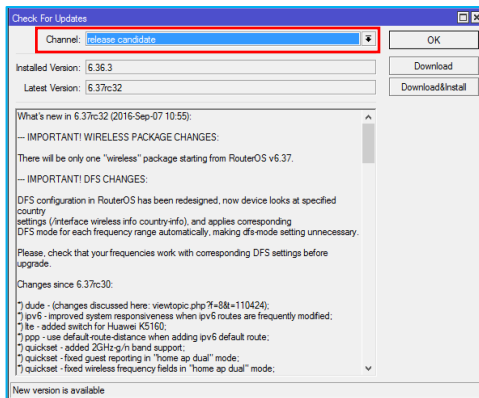 Check For Updates
Channel: release candidate
OK
Installed Version: 6.36.3
Download
Latest Version: 6.37rc32
Download&Install
What's new in 6.37rc32 (2016-Sep-07 10:55):
--- IMPORTANT! WIRELESS PACKAGE CHANGES:
There will be only one "wireless" package starting from RouterOS v6.37.
--- IMPORTANT! DFS CHANGES:
DFS configuration in RouterOS has been redesigned, now device looks at specified
country
settings (/interface wireless info country-info), and applies corresponding
DFS mode for each frequency range automatically, making dfs-mode setting unnecessary.
Please, check that your frequencies work with corresponding DFS settings before
upgrade.
Changes since 6.37rc30:
*) dude - (changes discussed here: viewtopic.php?f=8&t=110424);
*) ipv6 - improved system responsiveness when ipv6 routes are frequently modified;
*) lte - added switch for Huawei K5160;
*) ppp - use default-route-distance when adding ipv6 default route;
*) quickset - added 2GHz-g/n band support;
*) quickset - fixed guest reporting in "home ap dual" mode;
*) quickset - fixed wireless frequency fields in "home ap dual" mode;
New version is available